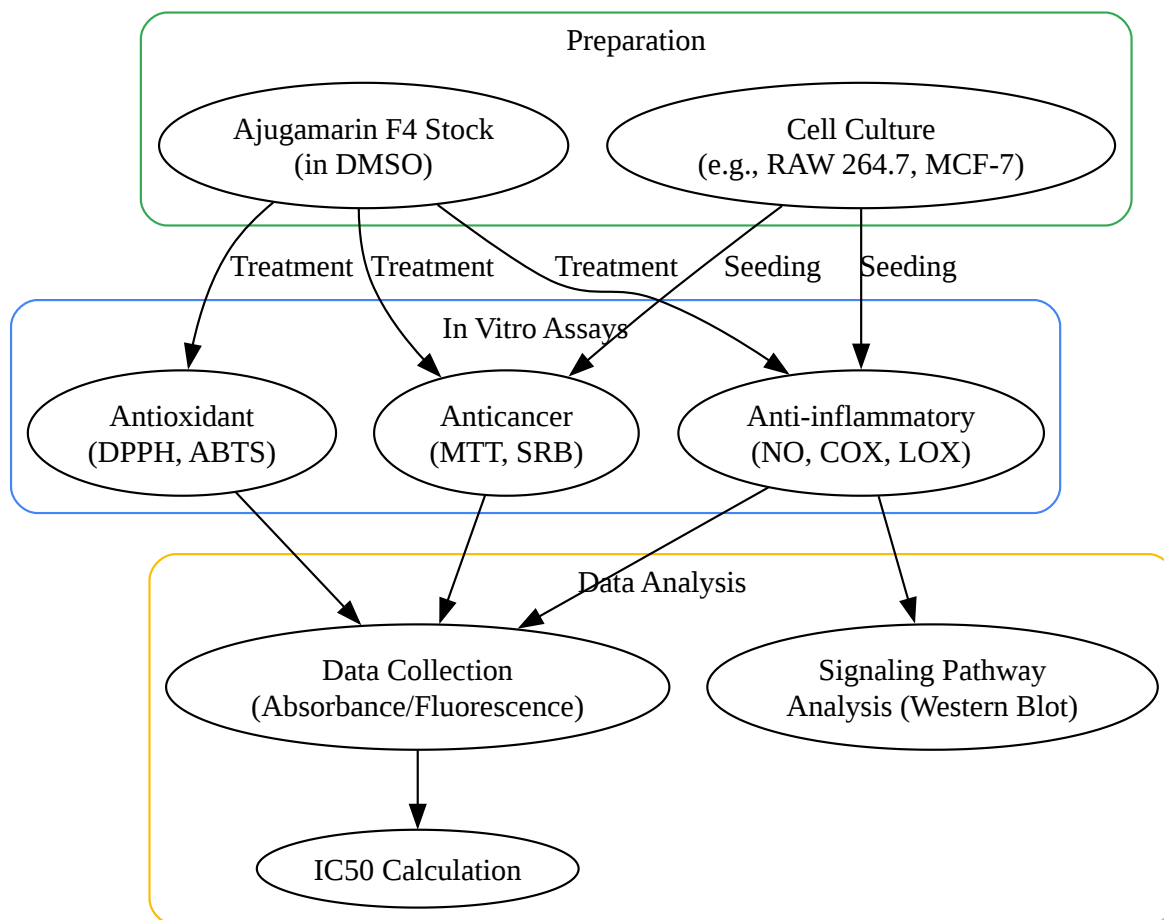 Preparation
Ajugamarin F4 Stock
(in DMSO)
Cell Culture
(e.g., RAW 264.7, MCF-7)
Treatment
Treatment
Treatment
Seeding
Seeding
In Vitro Assays
Antioxidant
(DPPH, ABTS)
Anticancer
(MTT, SRB)
Anti-inflammatory
(NO, COX, LOX)
Data Analysis
Data Collection
(Absorbance/Fluorescence)
Signaling Pathway
Analysis (Western Blot)
IC50 Calculation